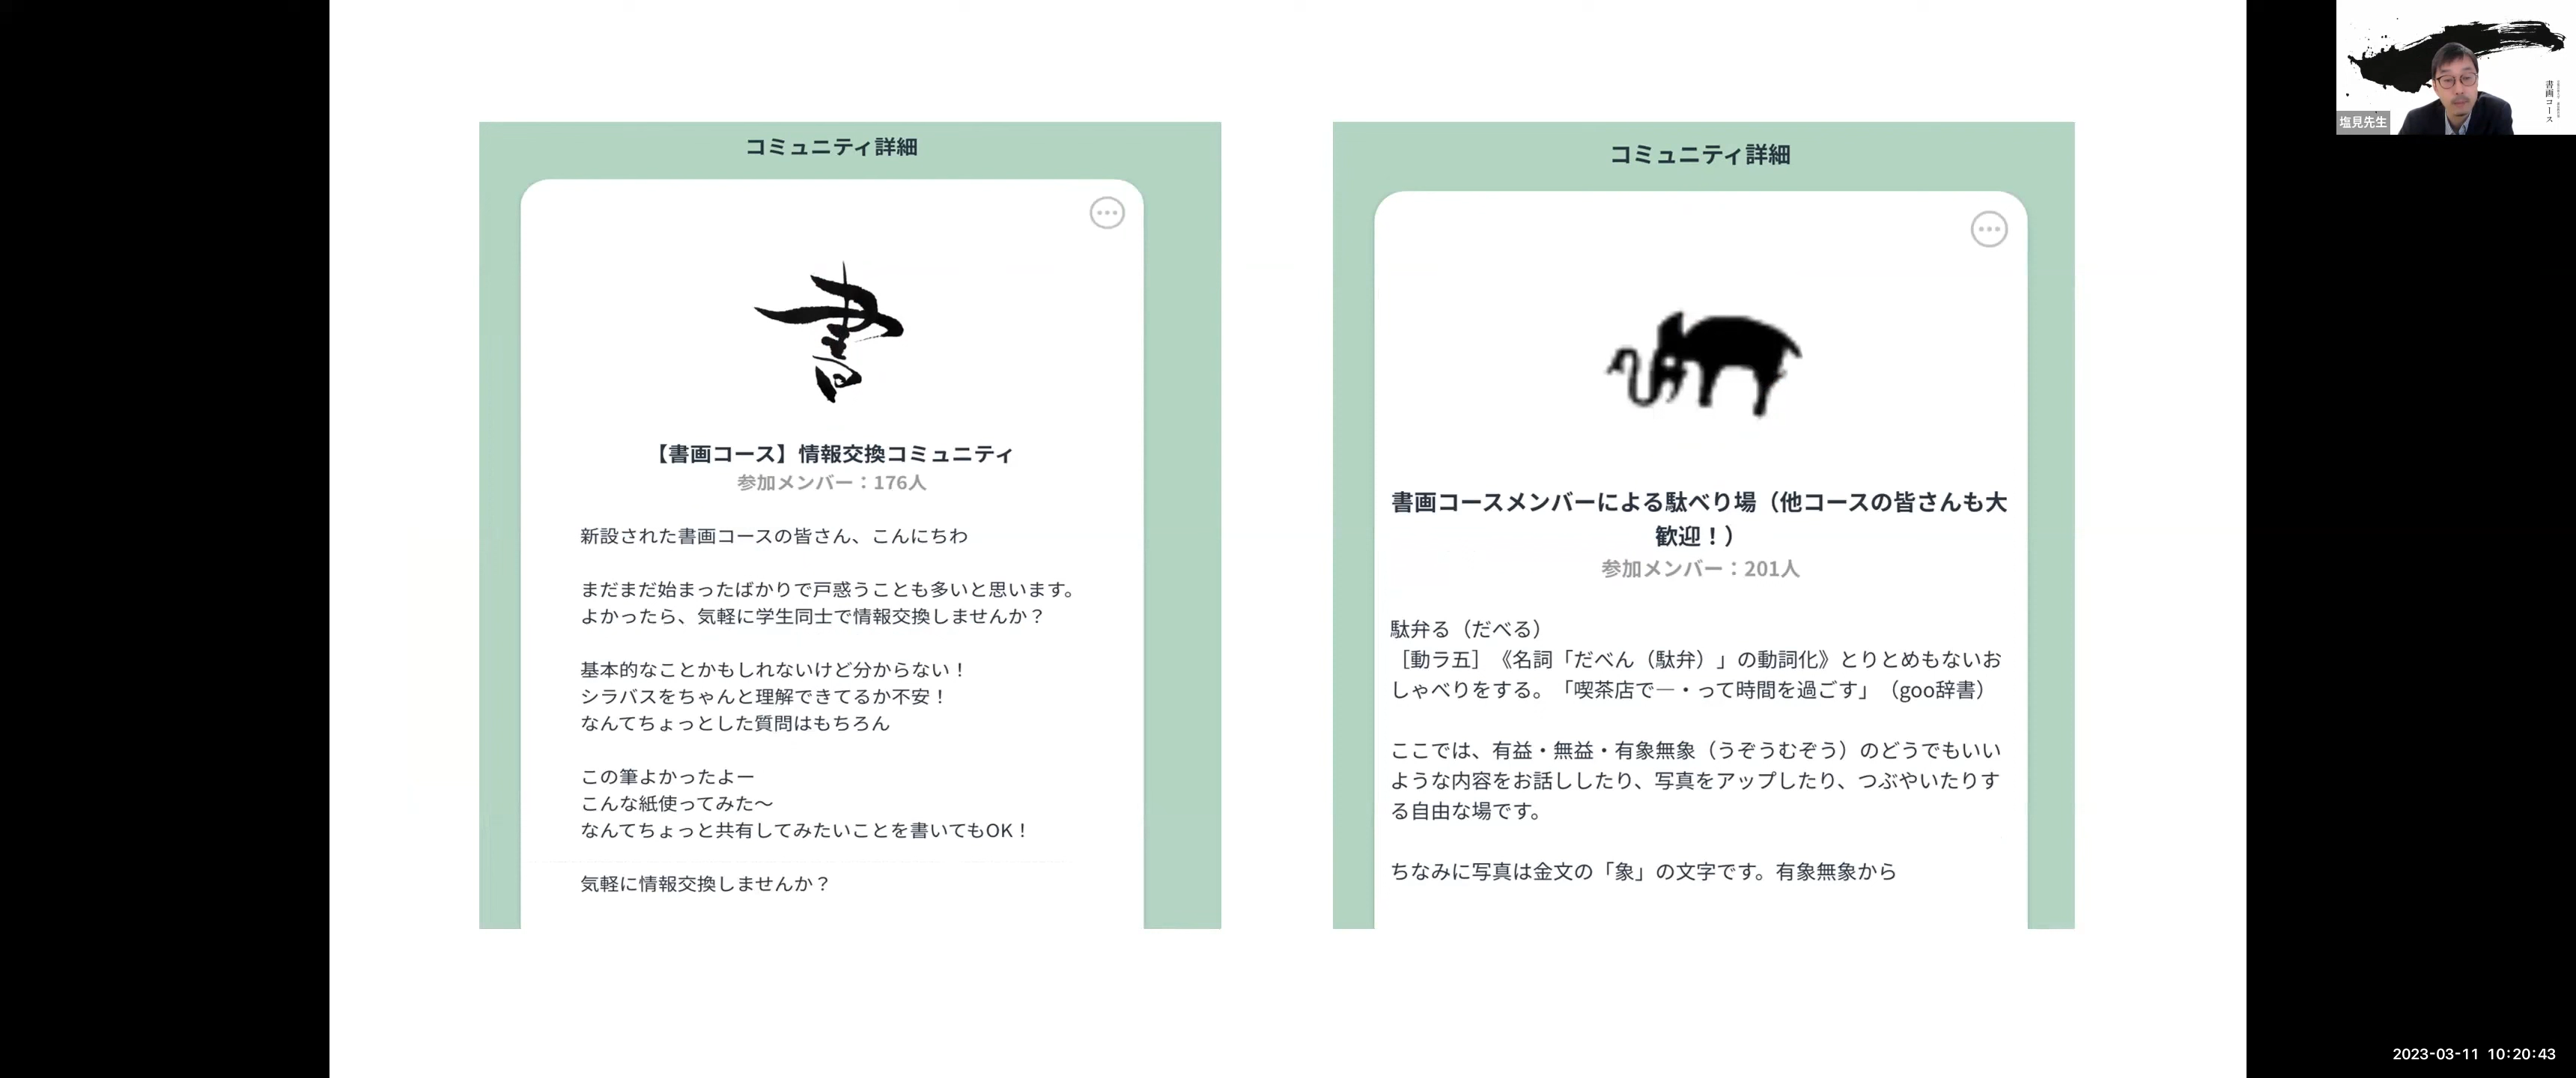 コミュニティ詳細
書
【書画コース】情報交換コミュニティ
参加メンバー：176人
新設された書画コースの皆さん、こんにちわ
まだまだ始まったばかりで戸惑うことも多いと思います。
よかったら、気軽に学生同士で情報交換しませんか？
基本的なことかもしれないけど分からない！
シラバスをちゃんと理解できてるか不安！
なんてちょっとした質問はもちろん
この筆よかったよー
こんな紙使ってみた〜
なんてちょっと共有してみたいことを書いてもOK！
気軽に情報交換しませんか？
コミュニティ詳細
書画コースメンバーによる駄べり場（他コースの皆さんも大
歓迎！）
参加メンバー：201人
駄弁る（だべる）
［動ラ五］《名詞「だべん（駄弁）」の動詞化》とりとめもないお
しゃべりをする。「喫茶店で―・って時間を過ごす」（goo辞書）
ここでは、有益・無益・有象無象（うぞうむぞう）のどうでもいい
ような内容をお話ししたり、写真をアップしたり、つぶやいたりす
る自由な場です。
ちなみに写真は金文の「象」の文字です。有象無象から
書画コース
塩見先生
2023-03-11 10:20:43